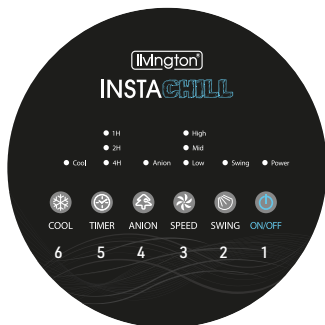 livington®
INSTACHILL
1H High
2H Mid
Cool 4H Anion Low Swing Power
COOL TIMER ANION SPEED SWING ON/OFF
6 5 4 3 2 1